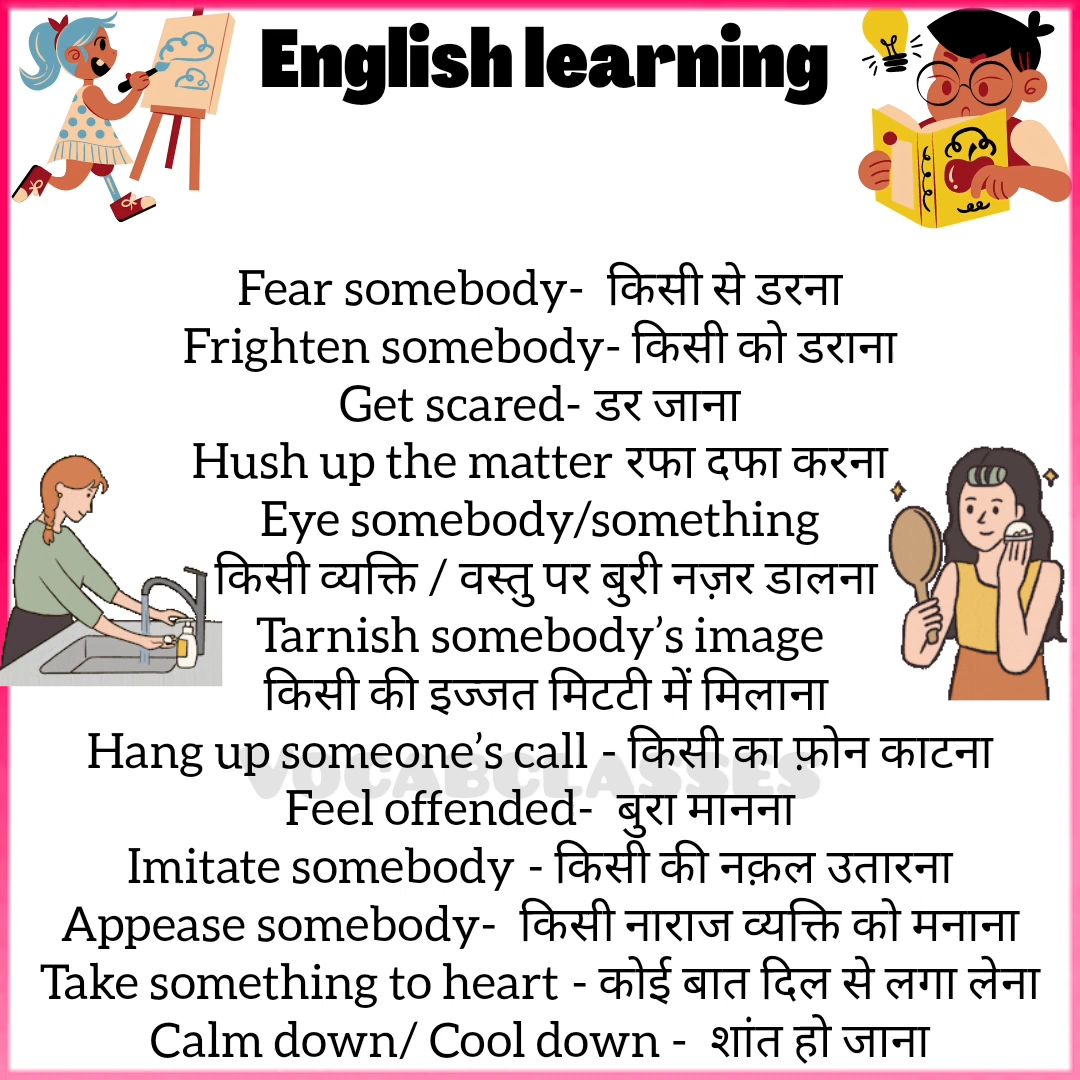 English learning
Fear somebody- किसी से डरना
Frighten somebody- किसी को डराना
Get scared- डर जाना
Hush up the matter रफा दफा करना
Eye somebody/something
किसी व्यक्ति / वस्तु पर बुरी नज़र डालना
Tarnish somebody’s image
किसी की इज्जत मिटटी में मिलाना
Hang up someone’s call - किसी का फ़ोन काटना
VOCABCLASSES
Feel offended- बुरा मानना
Imitate somebody - किसी की नक़ल उतारना
Appease somebody- किसी नाराज व्यक्ति को मनाना
Take something to heart - कोई बात दिल से लगा लेना
Calm down/ Cool down - शांत हो जाना